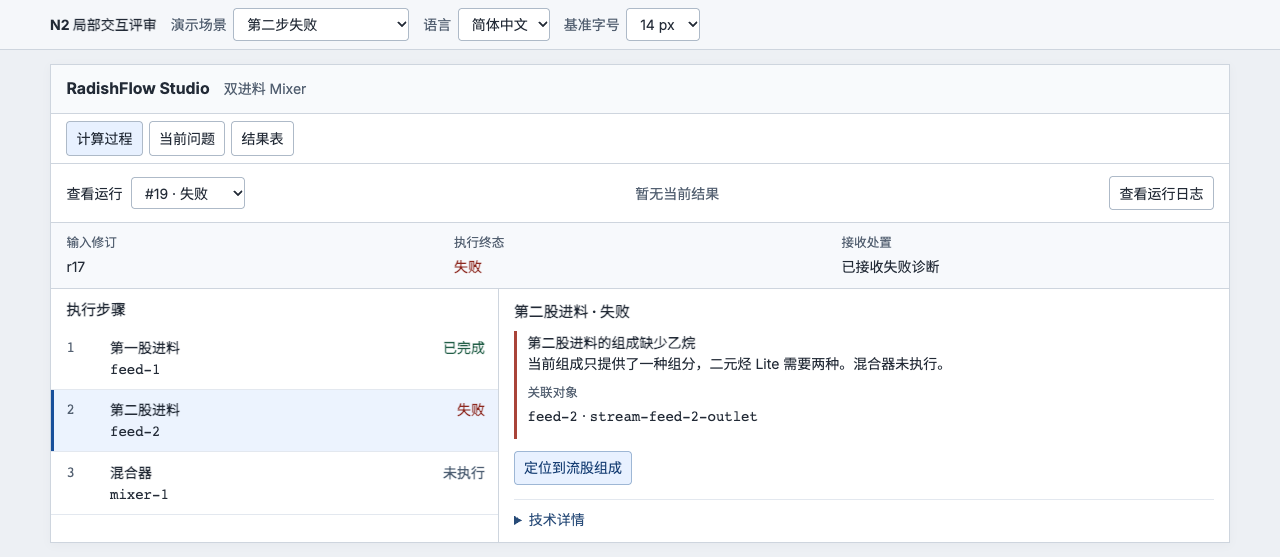 N2 局部交互评审 演示场景 第二步失败 语言 简体中文 基准字号 14 px
RadishFlow Studio 双进料 Mixer
计算过程 当前问题 结果表
查看运行 #19 · 失败 暂无当前结果 查看运行日志
输入修订 执行终态 接收处置
r17 失败 已接收失败诊断
执行步骤
1 第一股进料 已完成
feed-1
2 第二股进料 失败
feed-2
3 混合器 未执行
mixer-1
第二股进料 · 失败
第二股进料的组成缺少乙烷
当前组成只提供了一种组分，二元烃 Lite 需要两种。混合器未执行。
关联对象
feed-2 · stream-feed-2-outlet
定位到流股组成
技术详情